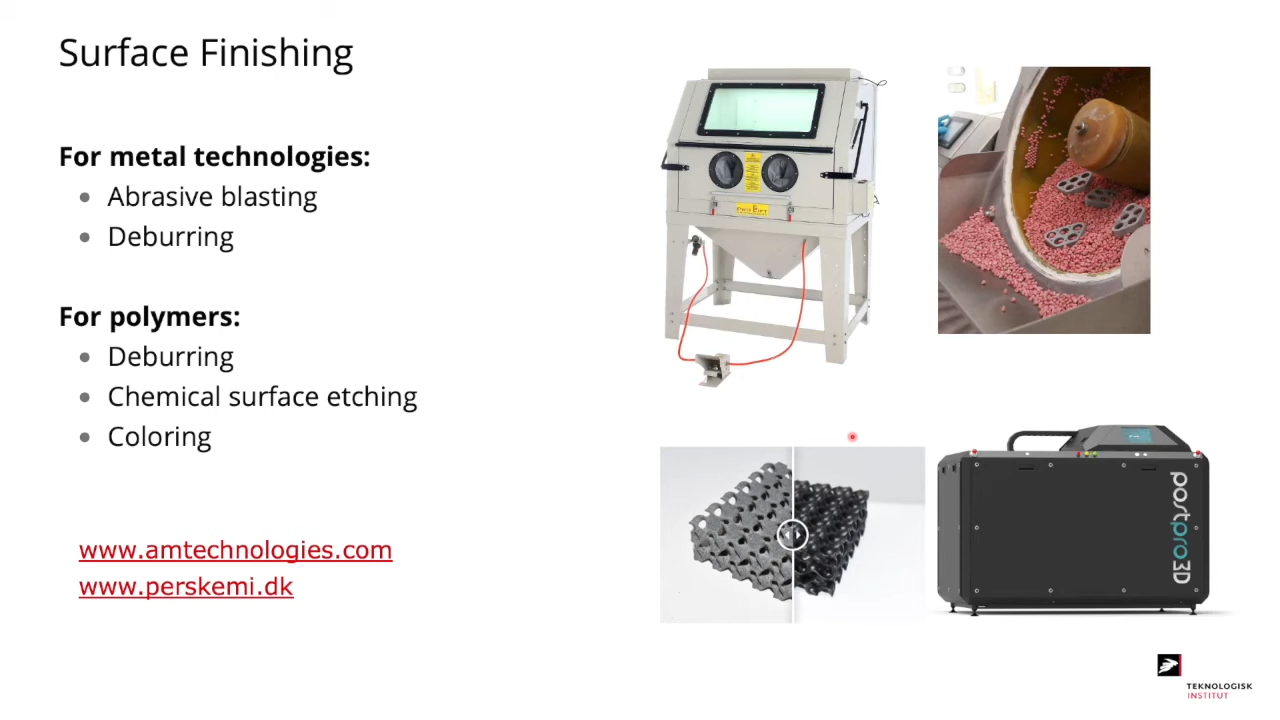 Surface Finishing
For metal technologies:
Abrasive blasting
Deburring
For polymers:
Deburring
Chemical surface etching
Coloring
www.amtechnologies.com
www.perskemi.dk
postpro3D
TEKNOLOGISK
INSTITUT